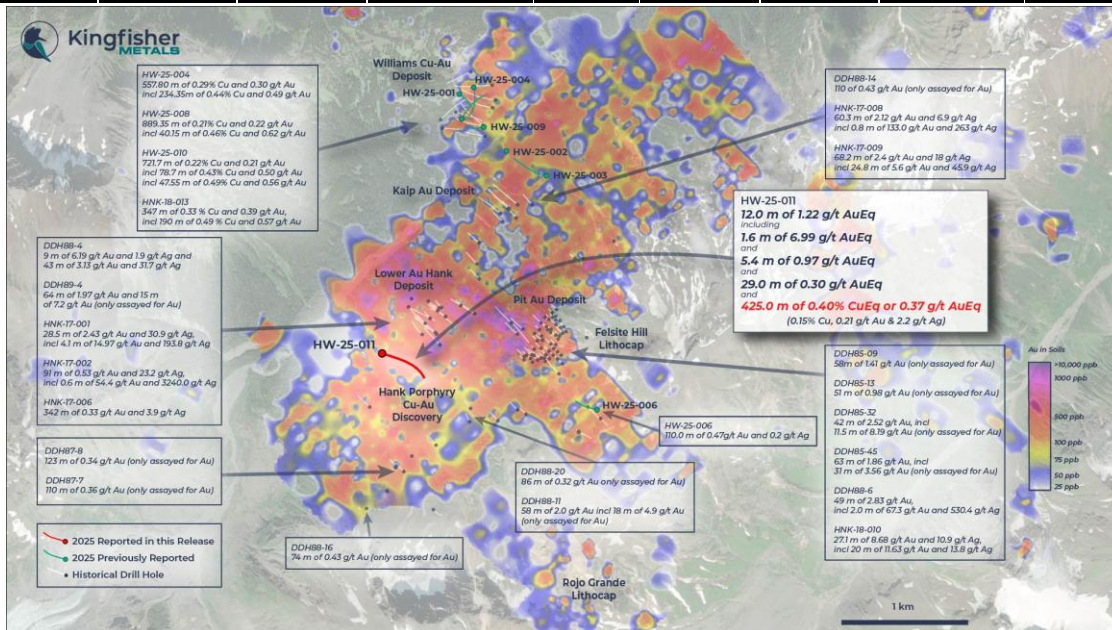 Kingfisher
METALS
HW-25-004
557.80 m of 0.29% Cu and 0.30 g/t Au
incl 234.35m of 0.44% Cu and 0.49 g/t Au
HW-25-008
889.35 m of 0.21% Cu and 0.22 g/t Au
incl 40.15 m of 0.46% Cu and 0.62 g/t Au
HW-25-010
721.7 m of 0.22% Cu and 0.21 g/t Au
incl 78.7 m of 0.43% Cu and 0.50 g/t Au
incl 47.55 m of 0.49% Cu and 0.56 g/t Au
HNK-18-013
347 m of 0.33 % Cu and 0.39 g/t Au,
incl 190 m of 0.49 % Cu and 0.57 g/t Au
Williams Cu-Au
Deposit
HW-25-004
HW-25-001
HW-25-009
HW-25-002
HW-25-003
Kaip Au Deposit
DDH88-14
110 of 0.43 g/t Au (only assayed for Au)
HNK-17-008
60.3 m of 2.12 g/t Au and 6.9 g/t Ag
incl 0.8 m of 133.0 g/t Au and 263 g/t Ag
HNK-17-009
68.2 m of 2.4 g/t Au and 18 g/t Ag
incl 24.8 m of 5.6 g/t Au and 45.9 g/t Ag
HW-25-011
12.0 m of 1.22 g/t AuEq
including
1.6 m of 6.99 g/t AuEq
and
5.4 m of 0.97 g/t AuEq
and
29.0 m of 0.30 g/t AuEq
and
425.0 m of 0.40% CuEq or 0.37 g/t AuEq
(0.15% Cu, 0.21 g/t Au & 2.2 g/t Ag)
DDH88-4
9 m of 6.19 g/t Au and 1.9 g/t Ag and
43 m of 3.13 g/t Au and 31.7 g/t Ag
DDH89-4
64 m of 1.97 g/t Au and 15 m
of 7.2 g/t Au (only assayed for Au)
HNK-17-001
28.5 m of 2.43 g/t Au and 30.9 g/t Ag,
incl 4.1 m of 14.97 g/t Au and 193.8 g/t Ag
HNK-17-002
91 m of 0.53 g/t Au and 23.2 g/t Ag,
incl 0.6 m of 54.4 g/t Au and 3240.0 g/t Ag
HNK-17-006
342 m of 0.33 g/t Au and 3.9 g/t Ag
Lower Au Hank
Deposit
Pit Au Deposit
Felsite Hill
Lithocap
HW-25-011
Hank Porphyry
Cu-Au
Discovery
HW-25-006
HW-25-006
110.0 m of 0.47g/t Au and 0.2 g/t Ag
DDH85-09
58m of 1.41 g/t Au (only assayed for Au)
DDH85-13
51 m of 0.98 g/t Au (only assayed for Au)
DDH85-32
42 m of 2.52 g/t Au, incl
11.5 m of 8.19 g/t Au (only assayed for Au)
DDH85-45
63 m of 1.86 g/t Au, incl
31 m of 3.56 g/t Au (only assayed for Au)
DDH88-6
49 m of 2.83 g/t Au,
incl 2.0 m of 67.3 g/t Au and 530.4 g/t Ag
HNK-18-010
27.1 m of 8.68 g/t Au and 10.9 g/t Ag,
incl 20 m of 11.63 g/t Au and 13.8 g/t Ag
Au in Soils
>10,000 ppb
1000 ppb
500 ppb
100 ppb
75 ppb
50 ppb
25 ppb
DDH87-8
123 m of 0.34 g/t Au (only assayed for Au)
DDH87-7
110 m of 0.36 g/t Au (only assayed for Au)
DDH88-20
86 m of 0.32 g/t Au only assayed for Au)
DDH88-11
58 m of 2.0 g/t Au incl 18 m of 4.9 g/t Au
(only assayed for Au)
2025 Reported in this Release
2025 Previously Reported
Historical Drill Hole
DDH88-16
74 m of 0.43 g/t Au (only assayed for Au)
Rojo Grande
Lithocap
1 km